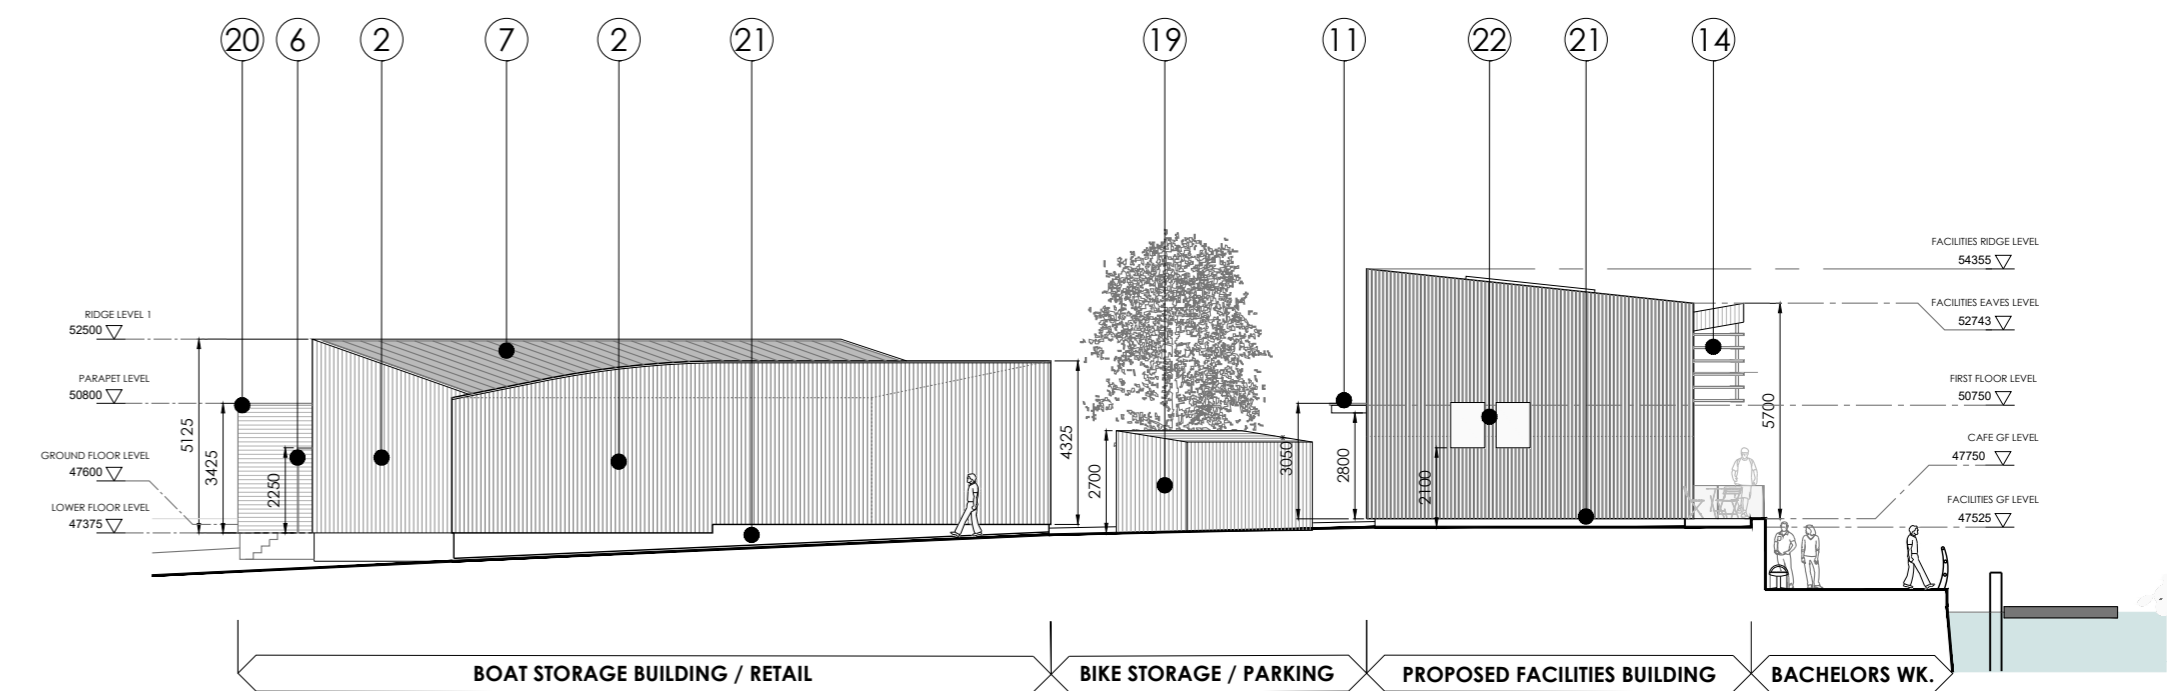 20 6 2 7 2 21 19 11 22 21 14
RIDGE LEVEL 1
52500
PARAPET LEVEL
50800
GROUND FLOOR LEVEL
47600
LOWER FLOOR LEVEL
47375
5125
3425
2250
4325
2700
3050*
2800
2100
5700
FACILITIES RIDGE LEVEL
54355
FACILITIES EAVES LEVEL
52743
FIRST FLOOR LEVEL
50750
CAFE GF LEVEL
47750
FACILITIES GF LEVEL
47525
BOAT STORAGE BUILDING / RETAIL
BIKE STORAGE / PARKING
PROPOSED FACILITIES BUILDING
BACHELORS WK.